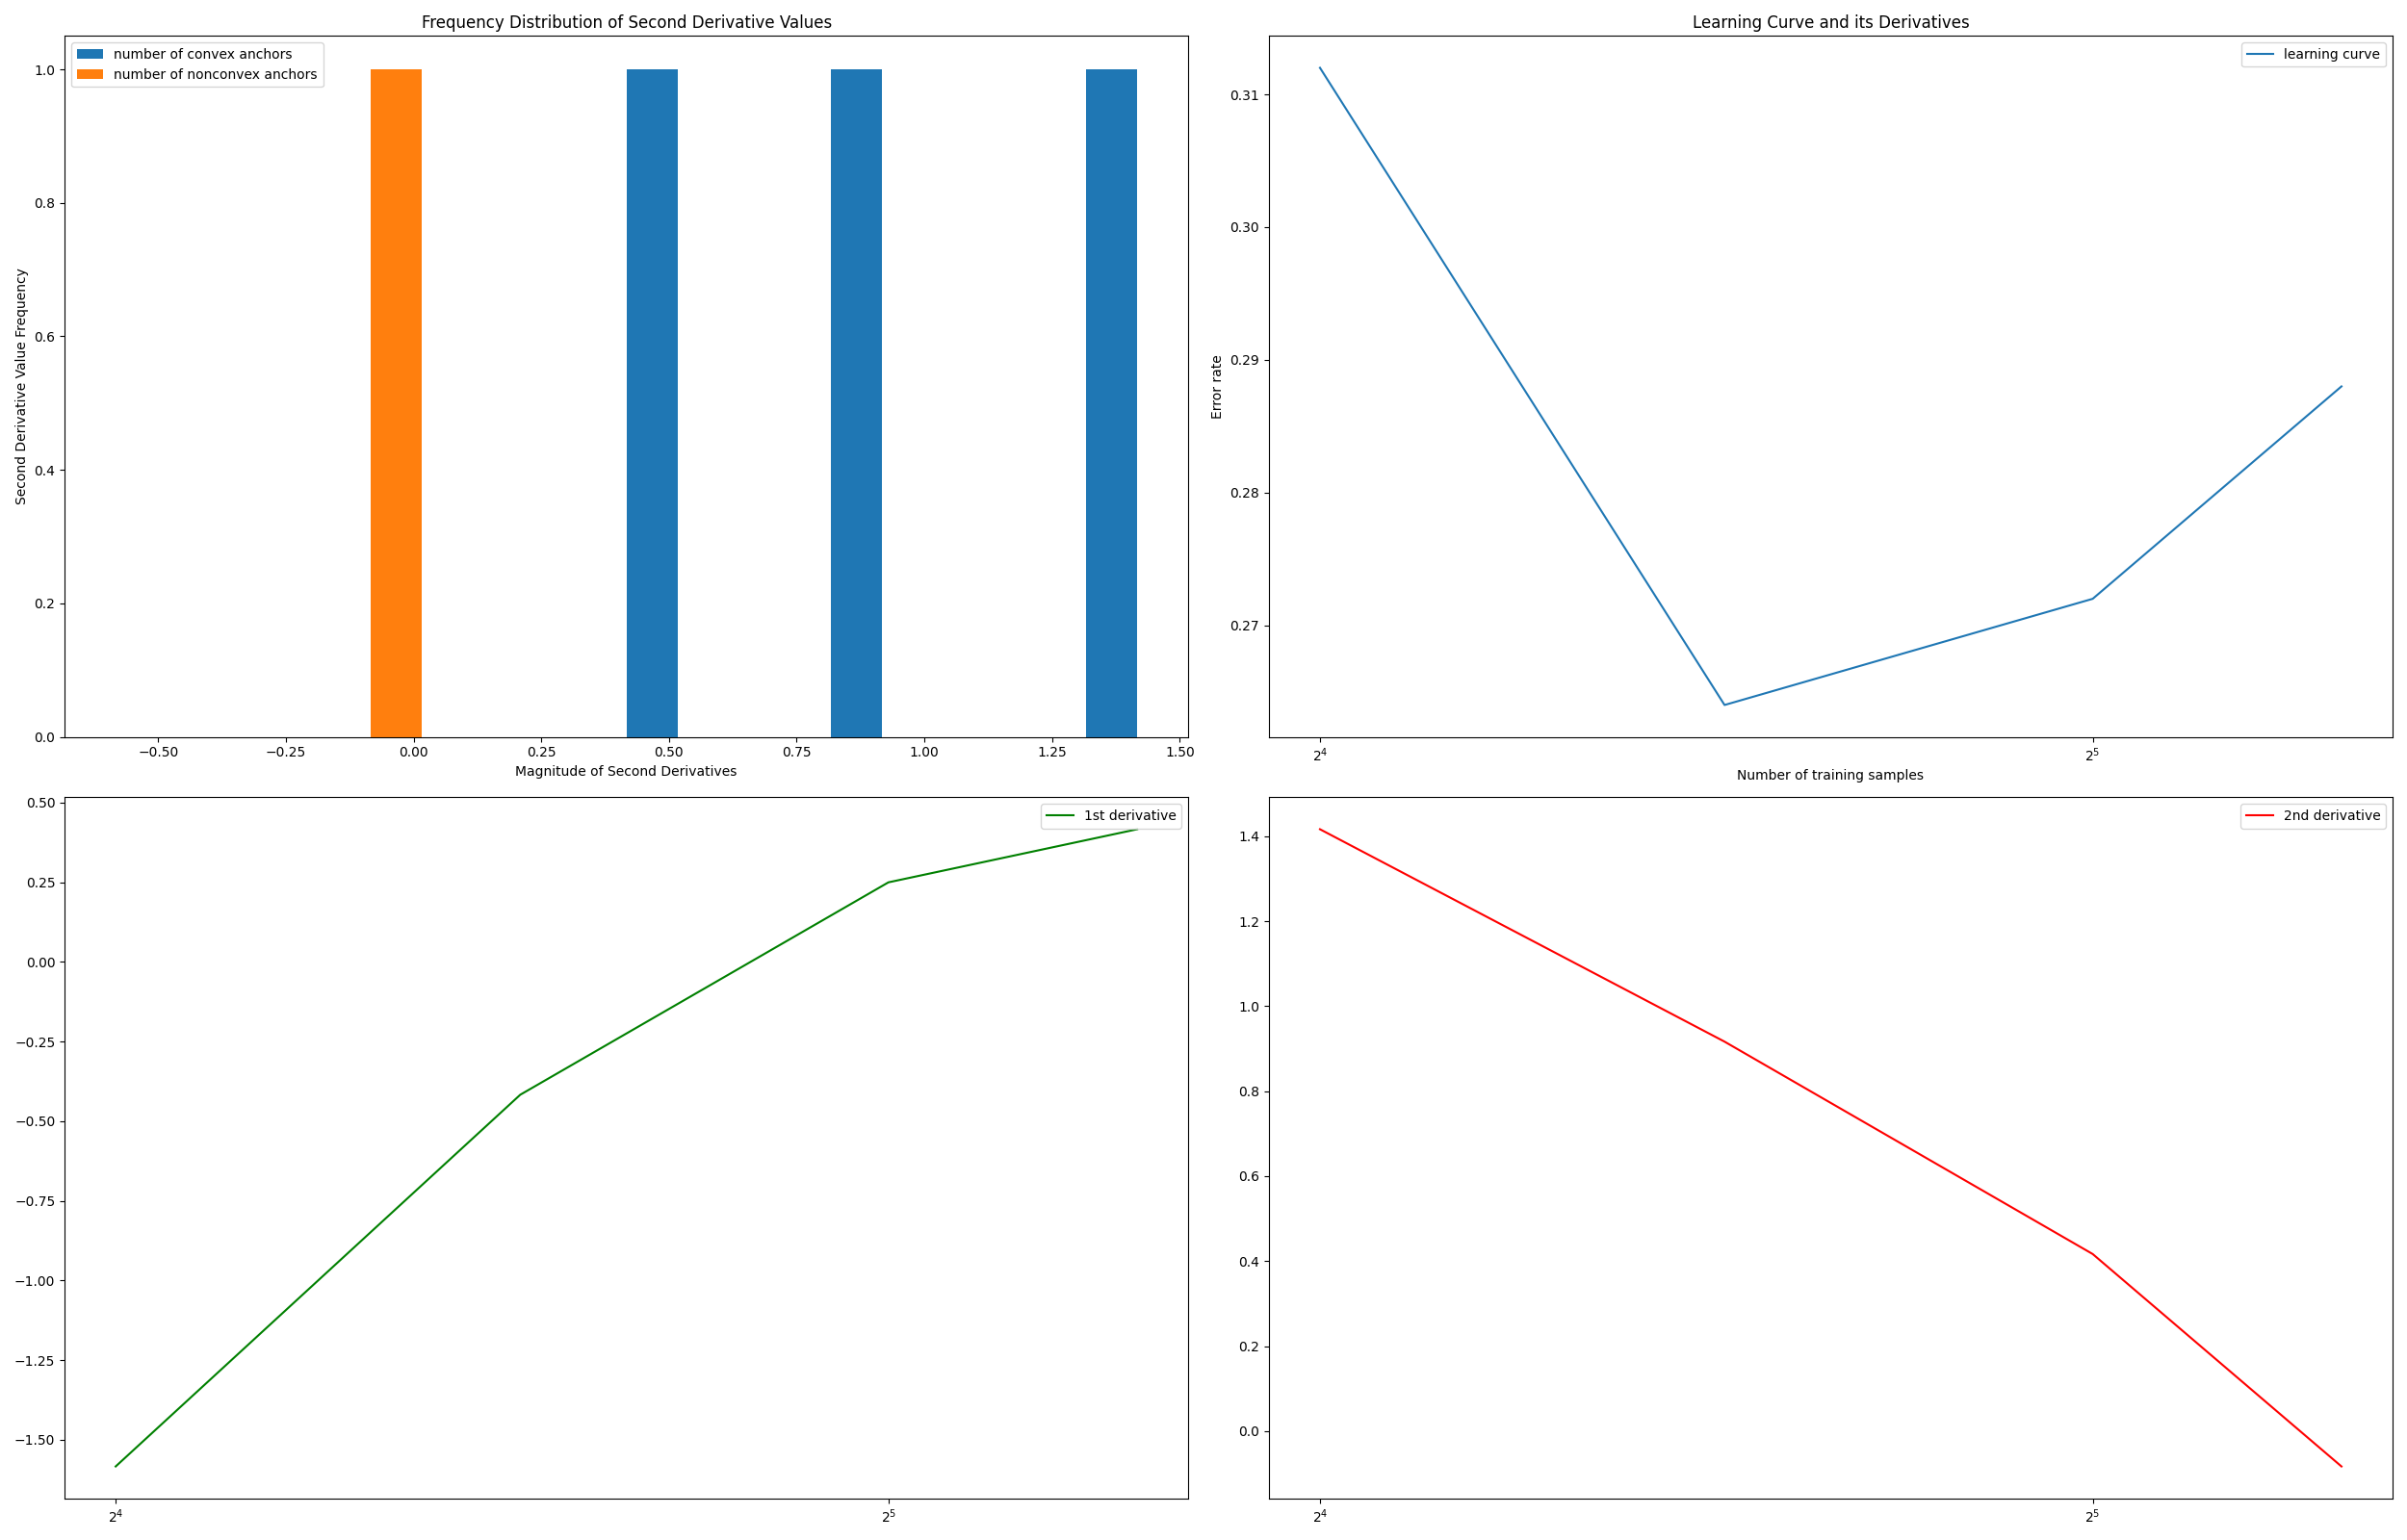 Frequency Distribution of Second Derivative Values
number of convex anchors
number of nonconvex anchors
Second Derivative Value Frequency
1.0
0.8
0.6
0.4
0.2
0.0
−0.50 −0.25 0.00 0.25 0.50 0.75 1.00 1.25 1.50
Magnitude of Second Derivatives
Learning Curve and its Derivatives
learning curve
Error rate
0.31
0.30
0.29
0.28
0.27
2⁴ 2⁵
Number of training samples
1st derivative
0.50
0.25
0.00
−0.25
−0.50
−0.75
−1.00
−1.25
−1.50
2⁴ 2⁵
2nd derivative
1.4
1.2
1.0
0.8
0.6
0.4
0.2
0.0
2⁴ 2⁵